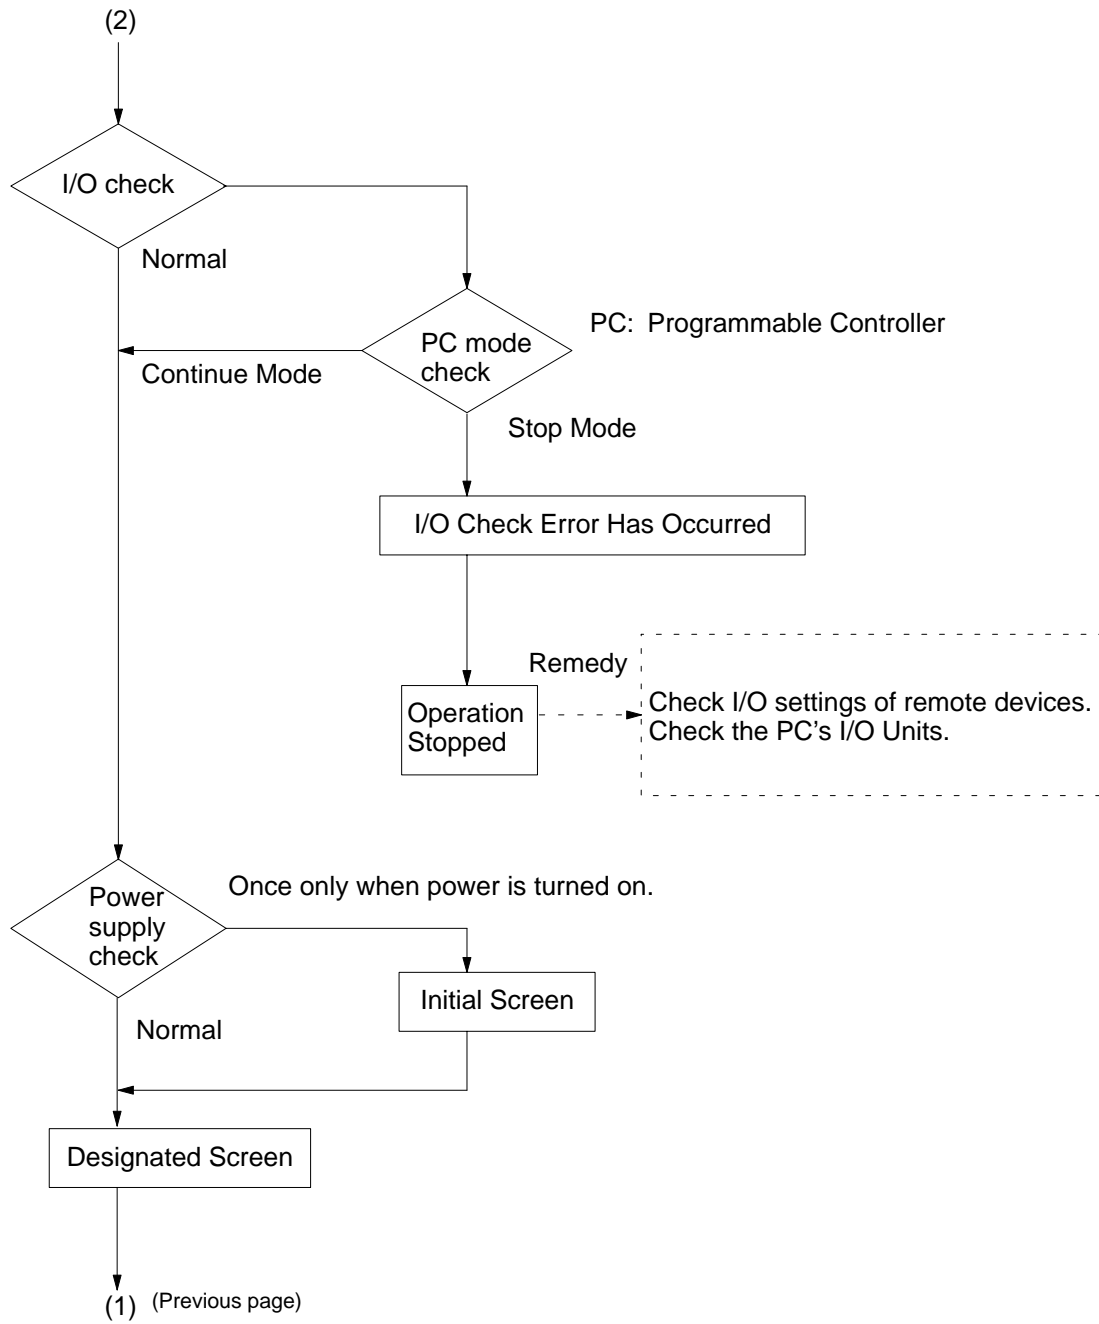 (2)
I/O check
Normal
PC mode
check
PC:  Programmable Controller
Continue Mode
Stop Mode
I/O Check Error Has Occurred
Remedy
Operation
Stopped
Check I/O settings of remote devices.
Check the PC’s I/O Units.
Power
supply
check
Once only when power is turned on.
Initial Screen
Normal
Designated Screen
(1) (Previous page)